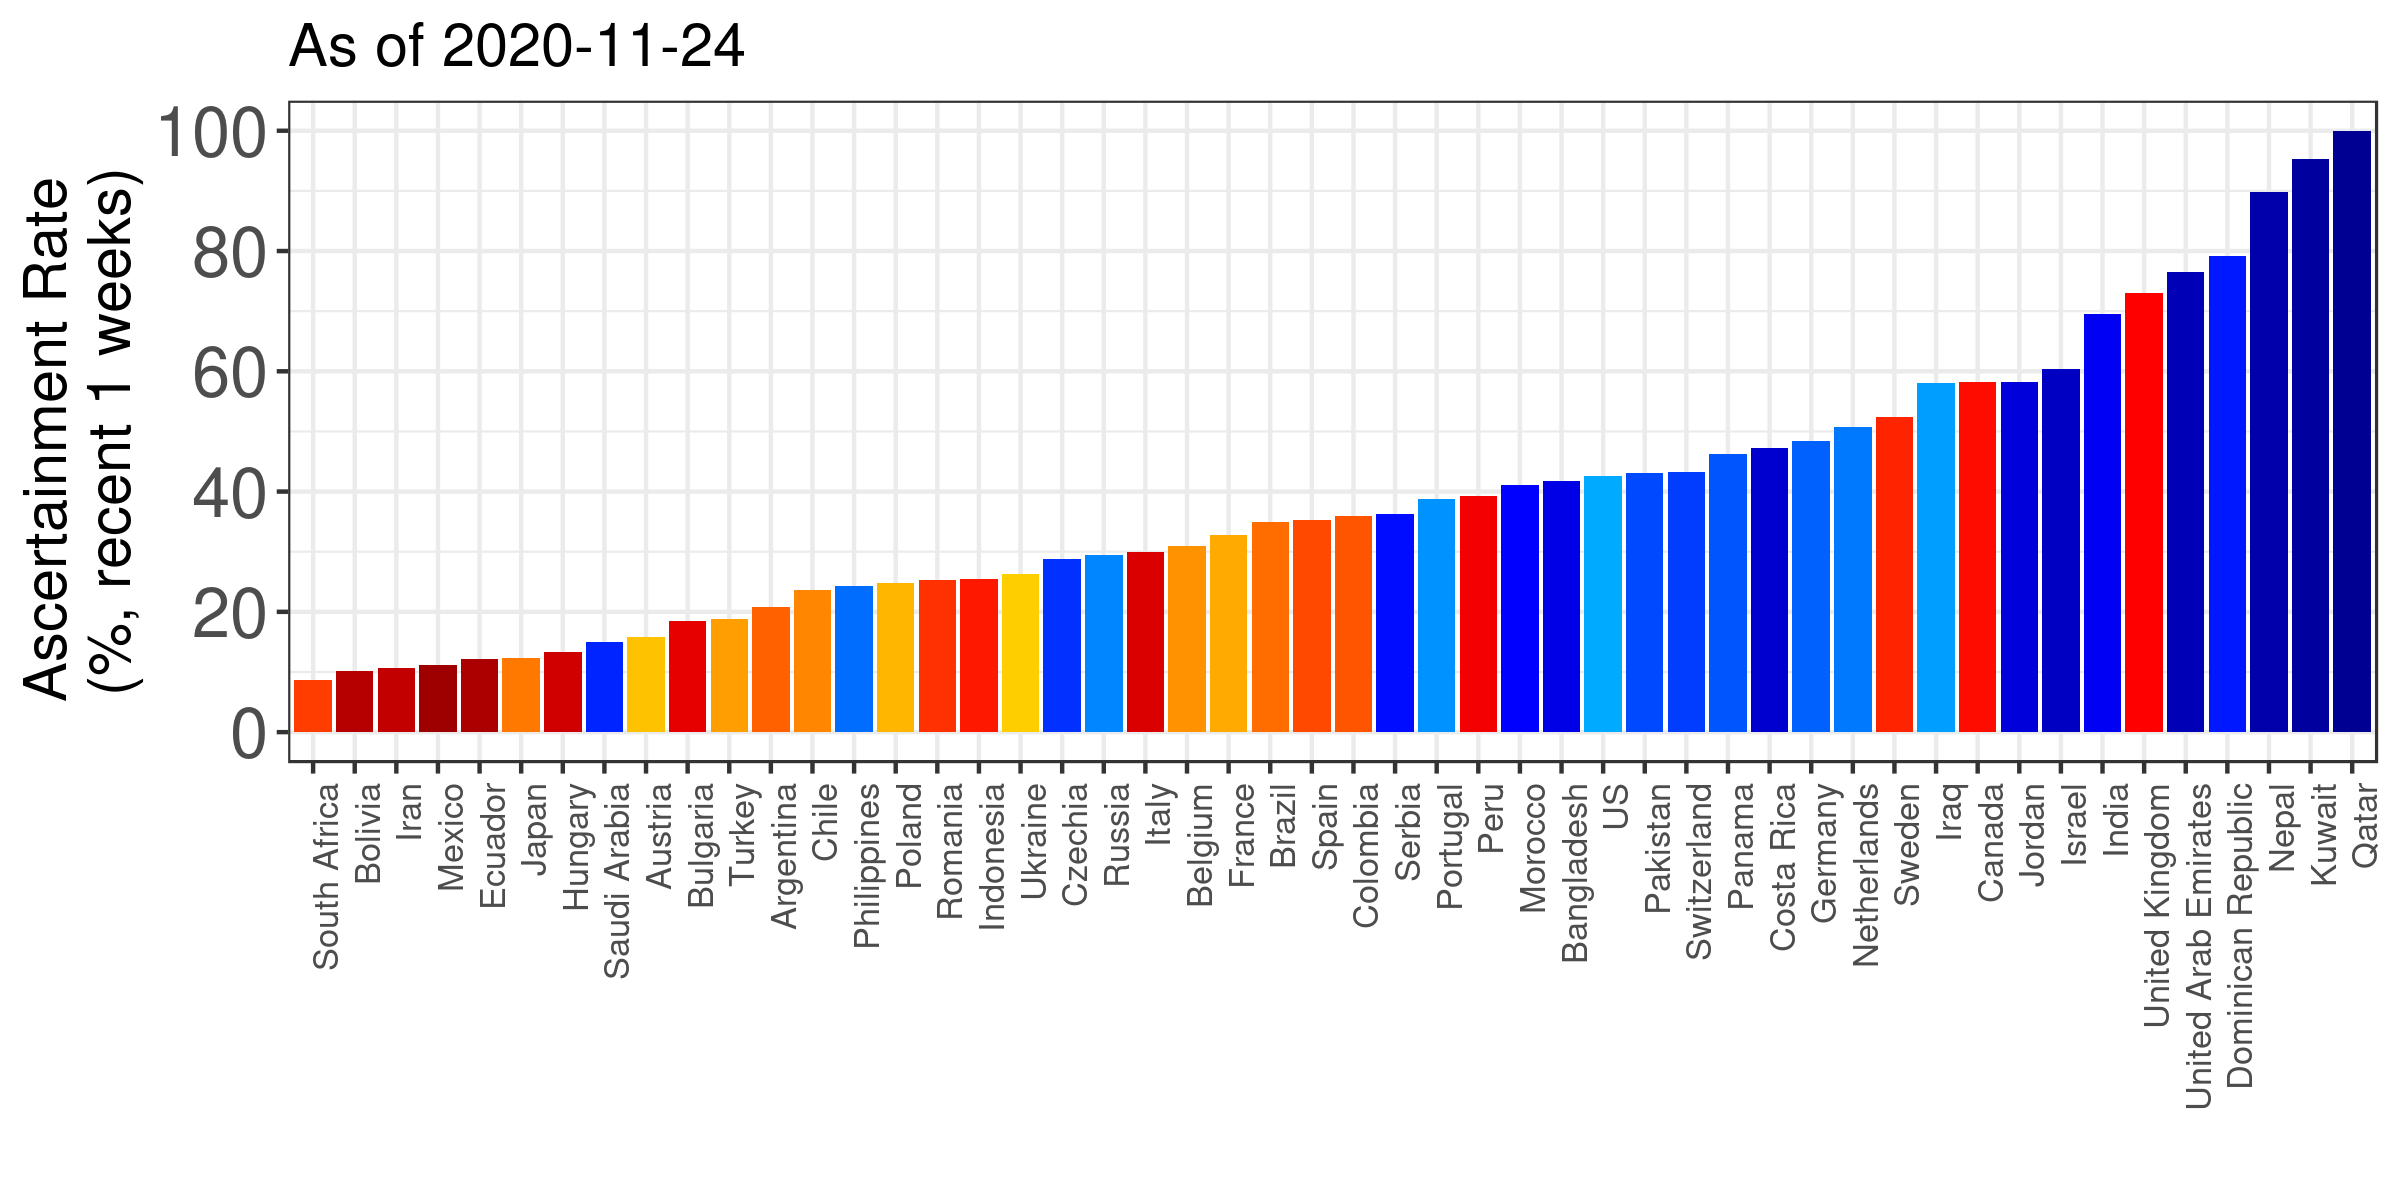 As of 2020-11-24
Ascertainment Rate
(%, recent 1 weeks)
100
80
60
40
20
0
South Africa
Bolivia
Iran
Mexico
Ecuador
Japan
Hungary
Saudi Arabia
Austria
Bulgaria
Turkey
Argentina
Chile
Philippines
Poland
Romania
Indonesia
Ukraine
Czechia
Russia
Italy
Belgium
France
Brazil
Spain
Colombia
Serbia
Portugal
Peru
Morocco
Bangladesh
US
Pakistan
Switzerland
Panama
Costa Rica
Germany
Netherlands
Sweden
Iraq
Canada
Jordan
Israel
India
United Kingdom
United Arab Emirates
Dominican Republic
Nepal
Kuwait
Qatar